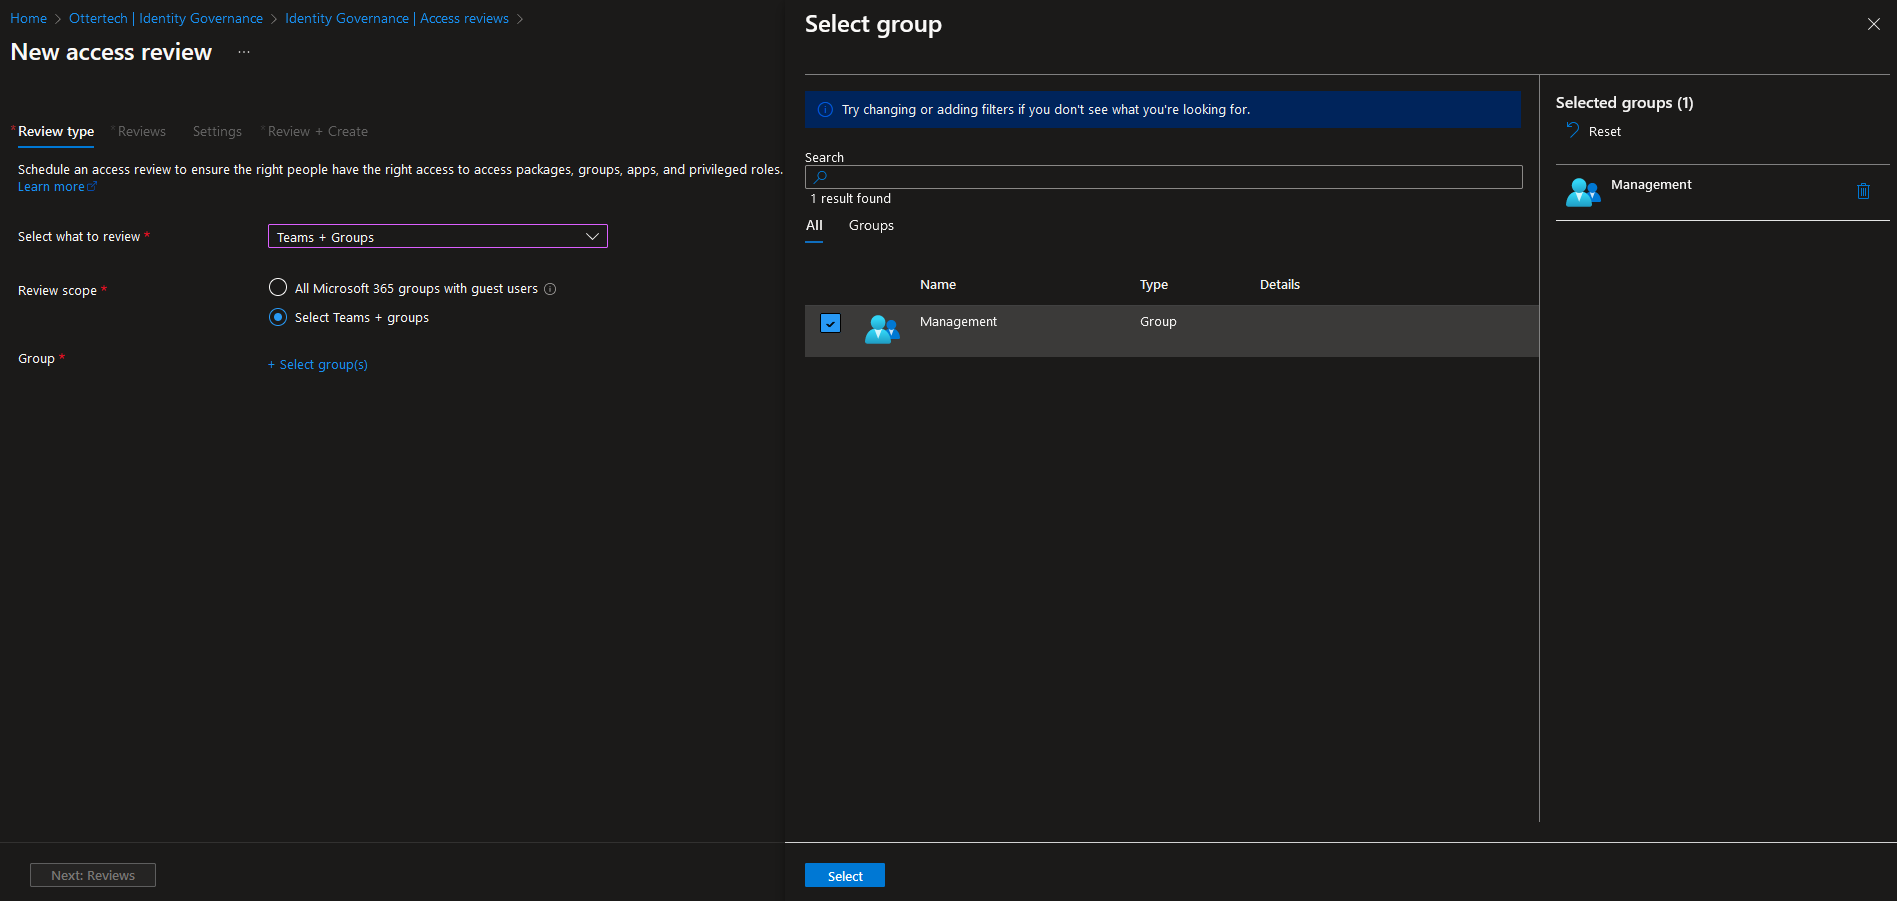 Home > Ottertech | Identity Governance > Identity Governance | Access reviews >
New access review ...
* Review type * Reviews Settings * Review + Create
Schedule an access review to ensure the right people have the right access to access packages, groups, apps, and privileged roles.
Learn more
Select what to review *
Teams + Groups
Review scope *
All Microsoft 365 groups with guest users
Select Teams + groups
Group *
+ Select group(s)
Next: Reviews
Select group
Try changing or adding filters if you don't see what you're looking for.
Search
1 result found
All Groups
Name Type Details
Management Group
Select
Selected groups (1)
Reset
Management